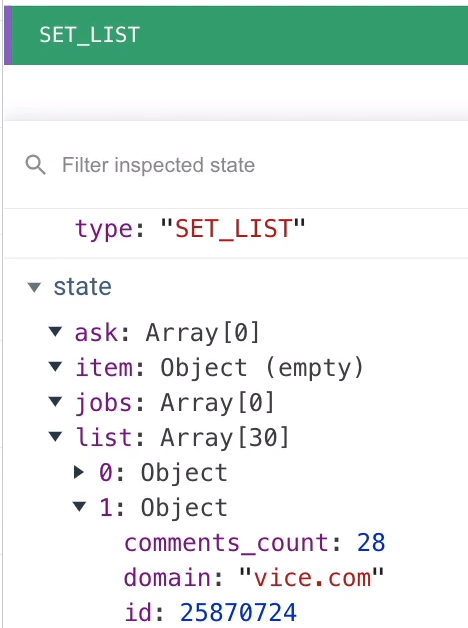 SET_LIST
Filter inspected state
type: "SET_LIST"
state
ask: Array[0]
item: Object (empty)
jobs: Array[0]
list: Array[30]
0: Object
1: Object
comments_count: 28
domain: "vice.com"
id: 25870724